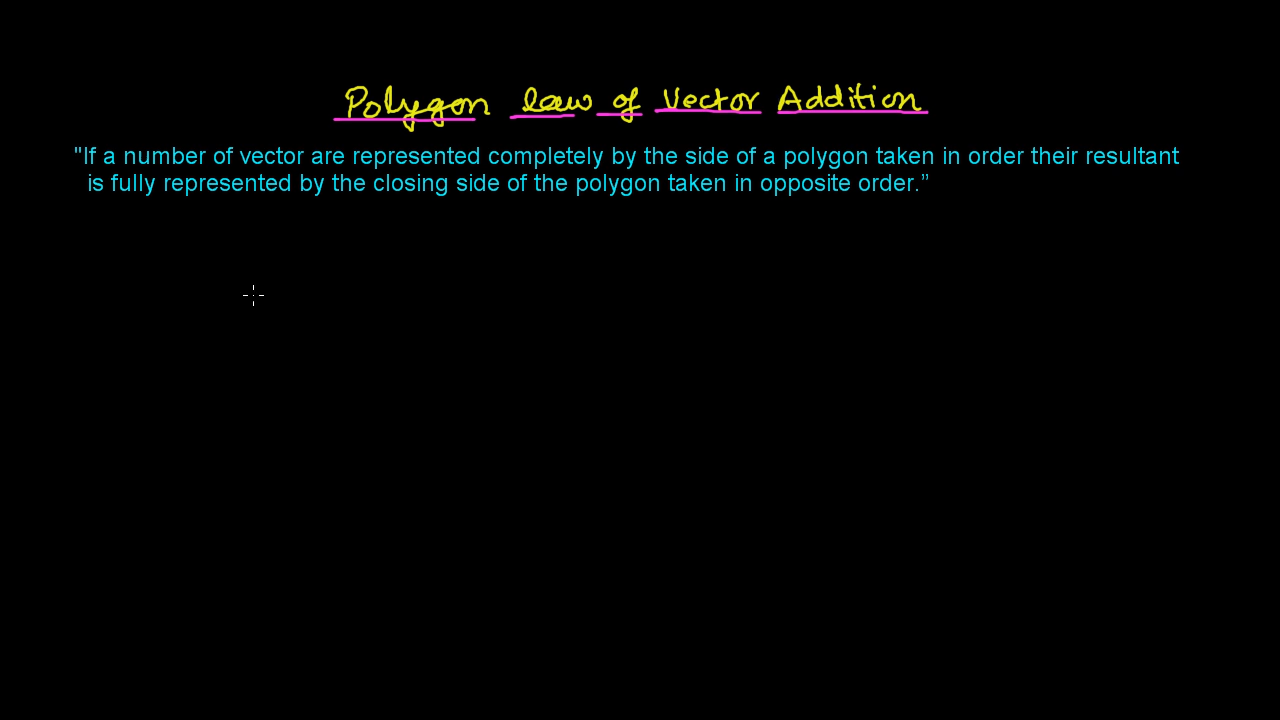 Polygon law of Vector Addition
"If a number of vector are represented completely by the side of a polygon taken in order their resultant
is fully represented by the closing side of the polygon taken in opposite order.”